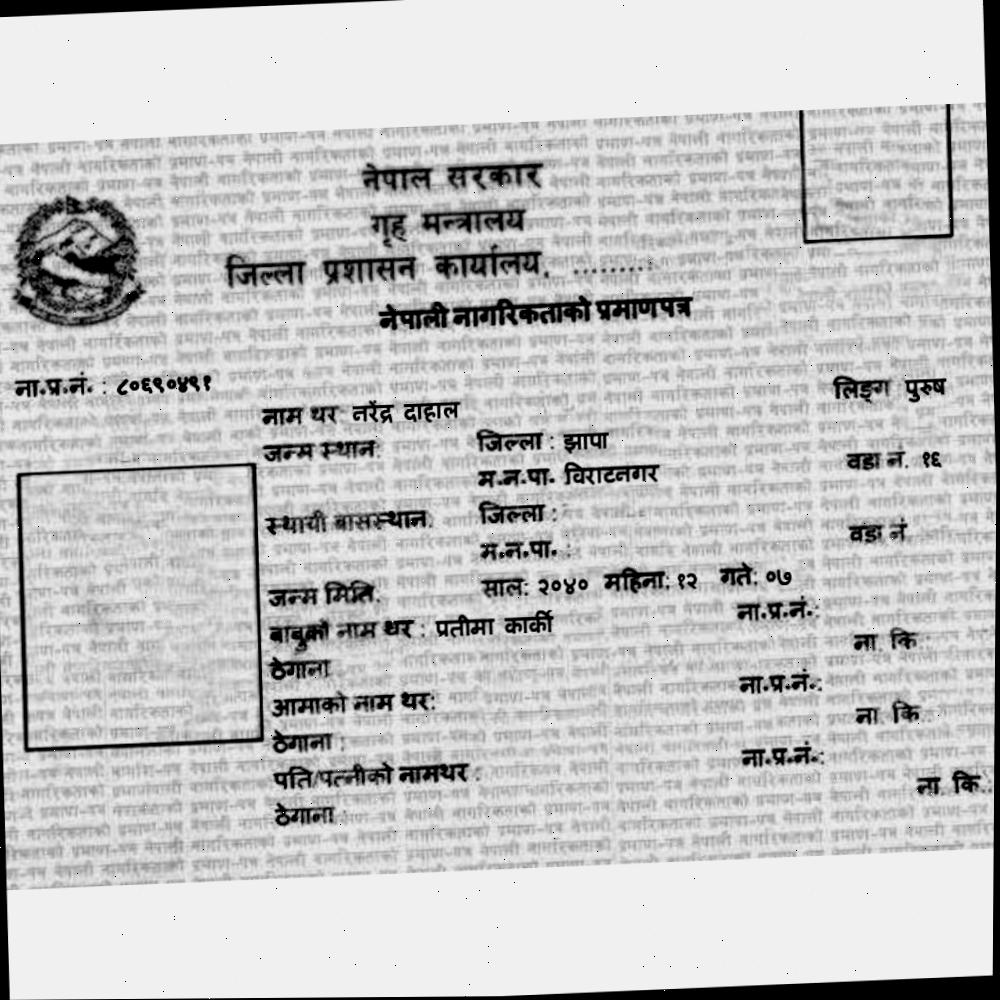 नेपाल सरकार
गृह मन्त्रालय
जिल्ला प्रशासन कार्यालय, .........
नेपाली नागरिकताको प्रमाणपत्र
ना.प्र.नं. : ८०६९०४९१
लिङ्ग पुरुष
नाम थर नरेंद्र दाहाल
जन्म स्थान: जिल्ला : झापा
म.न.पा. विराटनगर वडा नं. १६
स्थायी बासस्थान: जिल्ला :
म.न.पा. : वडा नं
जन्म मिति: साल: २०४० महिना: १२ गते: ०७
बाबुको नाम थर : प्रतीमा कार्की ना.प्र.नं.:
ठेगाना ना. कि :
आमाको नाम थर: ना.प्र.नं.:
ठेगाना : ना. कि :
पति/पत्नीको नामथर : ना.प्र.नं.:
ठेगाना : ना. कि :